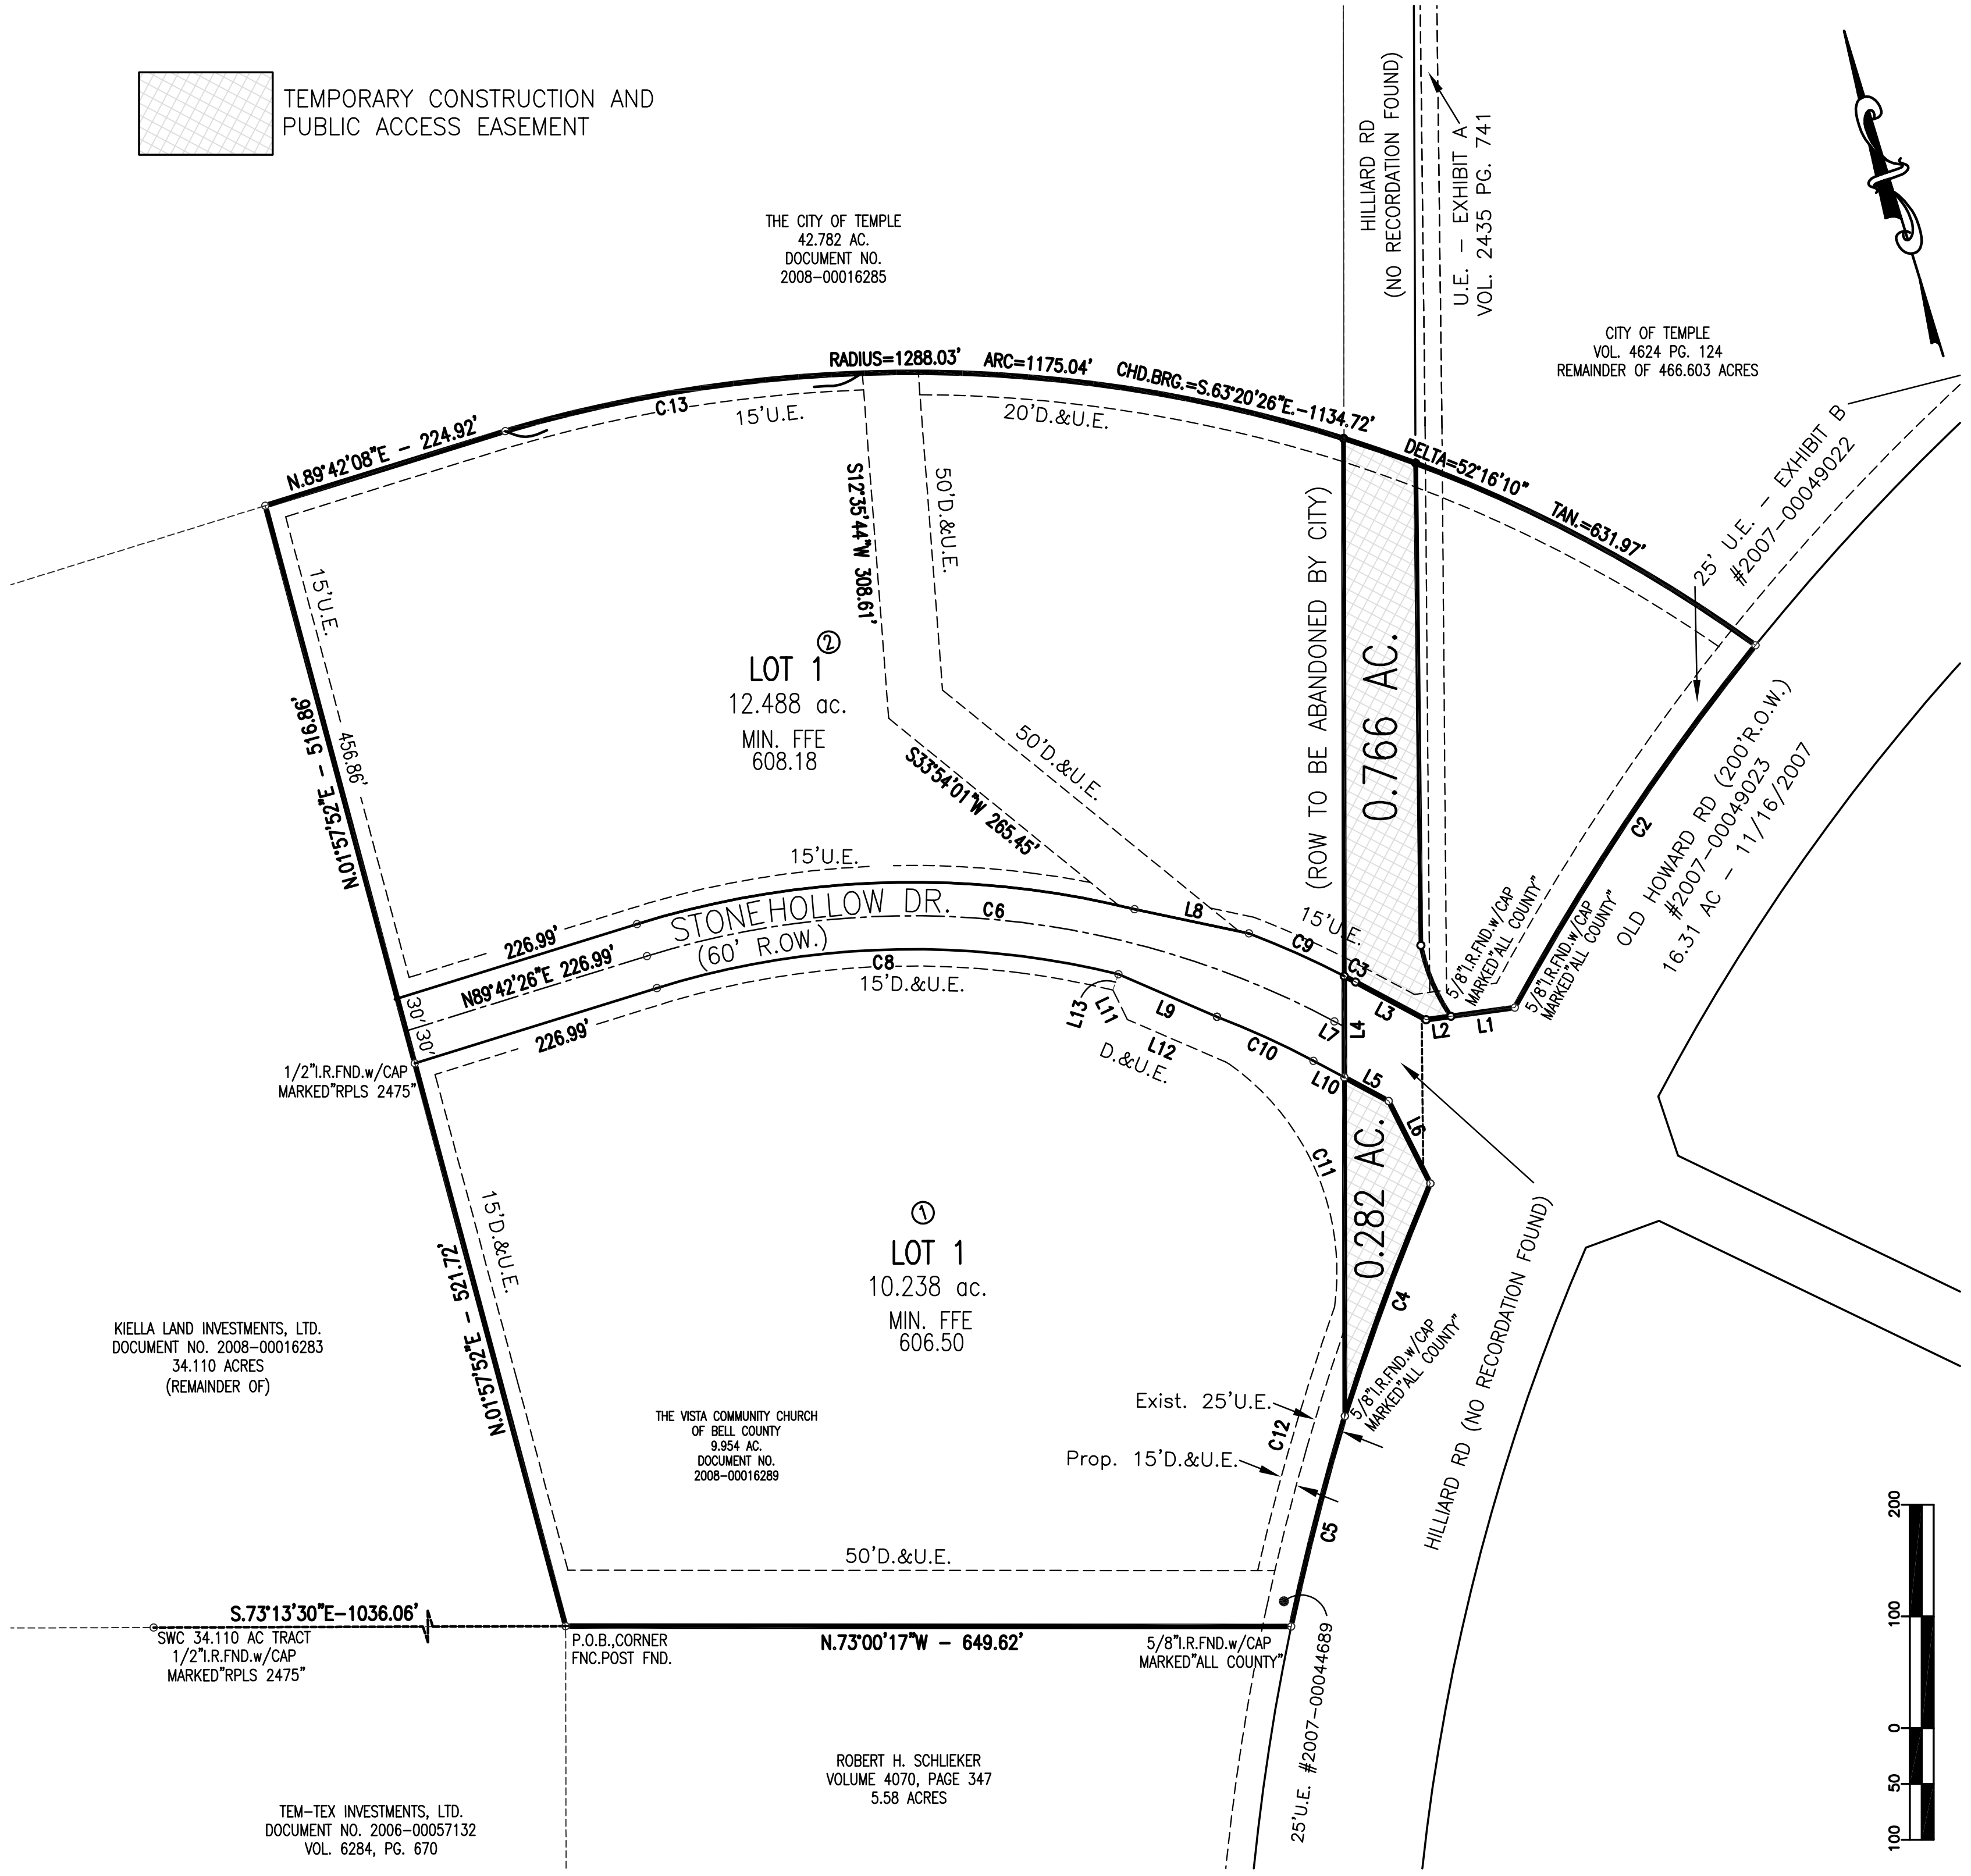 TEMPORARY CONSTRUCTION AND
PUBLIC ACCESS EASEMENT
THE CITY OF TEMPLE
42.782 AC.
DOCUMENT NO.
2008-00016285
HILLIARD RD
(NO RECORDATION FOUND)
U.E. - EXHIBIT A
VOL. 2435 PG. 741
CITY OF TEMPLE
VOL. 4624 PG. 124
REMAINDER OF 466.603 ACRES
25' U.E. - EXHIBIT B
#2007-00049022
RADIUS=1288.03' ARC=1175.04' CHD.BRG.=S.63°20'26"E.-1134.72'
DELTA=52°16'10" TAN.=631.97'
N.89°42'08"E - 224.92'
C13
15'U.E.
20'D.&U.E.
15'U.E.
S12°35'44"W 308.61'
50'D.&U.E.
(ROW TO BE ABANDONED BY CITY)
0.766 AC.
2
LOT 1
12.488 ac.
MIN. FFE
608.18
N.01°57'52"E - 516.86'
456.86'
S33°54'01"W 265.45'
50'D.&U.E.
OLD HOWARD RD (200'R.O.W.)
#2007-00049023
16.31 AC - 11/16/2007
C2
15'U.E.
226.99'
STONEHOLLOW DR.
(60' R.OW.)
C6
L8
C9
15'U.E.
C3
L3
L2
L1
5/8"I.R.FND.w/CAP
MARKED"ALL COUNTY"
5/8"I.R.FND.w/CAP
MARKED"ALL COUNTY"
N89°42'26"E 226.99'
30'
30'
226.99'
C8
15'D.&U.E.
L13
L11
L9
L12
D.&U.E.
C10
L7
L4
L10
L5
L6
1/2"I.R.FND.w/CAP
MARKED"RPLS 2475"
C11
0.282 AC.
C4
15'D.&U.E.
N.01°57'52"E - 521.72'
1
LOT 1
10.238 ac.
MIN. FFE
606.50
HILLIARD RD (NO RECORDATION FOUND)
KIELLA LAND INVESTMENTS, LTD.
DOCUMENT NO. 2008-00016283
34.110 ACRES
(REMAINDER OF)
THE VISTA COMMUNITY CHURCH
OF BELL COUNTY
9.954 AC.
DOCUMENT NO.
2008-00016289
Exist. 25'U.E.
Prop. 15'D.&U.E.
C12
5/8"I.R.FND.w/CAP
MARKED"ALL COUNTY"
C5
50'D.&U.E.
S.73°13'30"E-1036.06'
SWC 34.110 AC TRACT
1/2"I.R.FND.w/CAP
MARKED"RPLS 2475"
P.O.B.,CORNER
FNC.POST FND.
N.73°00'17"W - 649.62'
5/8"I.R.FND.w/CAP
MARKED"ALL COUNTY"
25'U.E. #2007-00044689
TEM-TEX INVESTMENTS, LTD.
DOCUMENT NO. 2006-00057132
VOL. 6284, PG. 670
ROBERT H. SCHLIEKER
VOLUME 4070, PAGE 347
5.58 ACRES
200
100
0
50
100